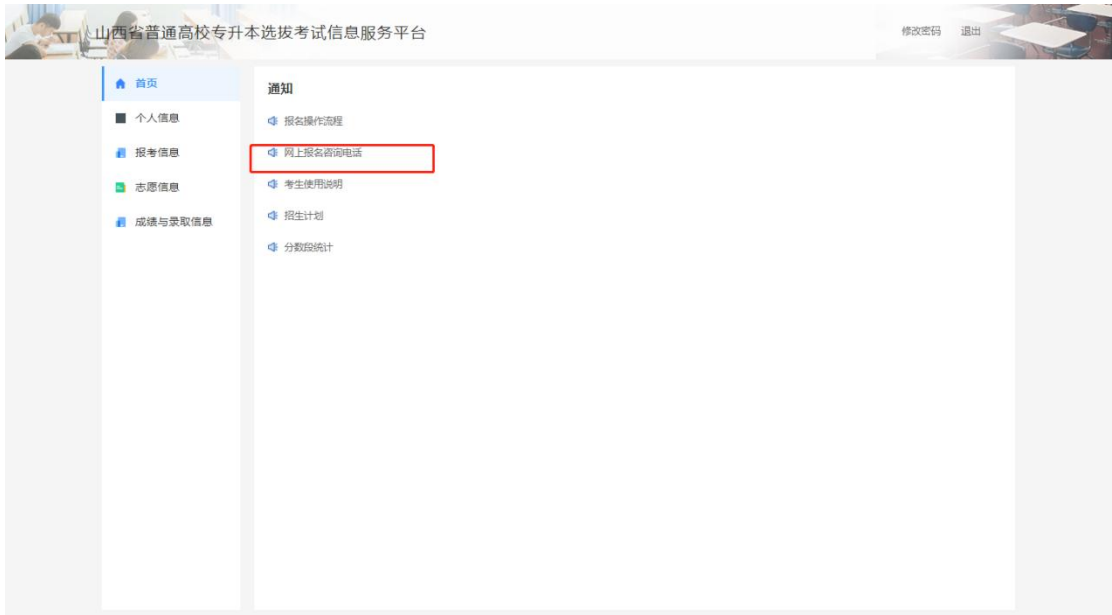 山西省普通高校专升本选拔考试信息服务平台
修改密码 退出
首页
个人信息
报考信息
志愿信息
成绩与录取信息
通知
报名操作流程
网上报名咨询电话
考生使用说明
招生计划
分数段统计